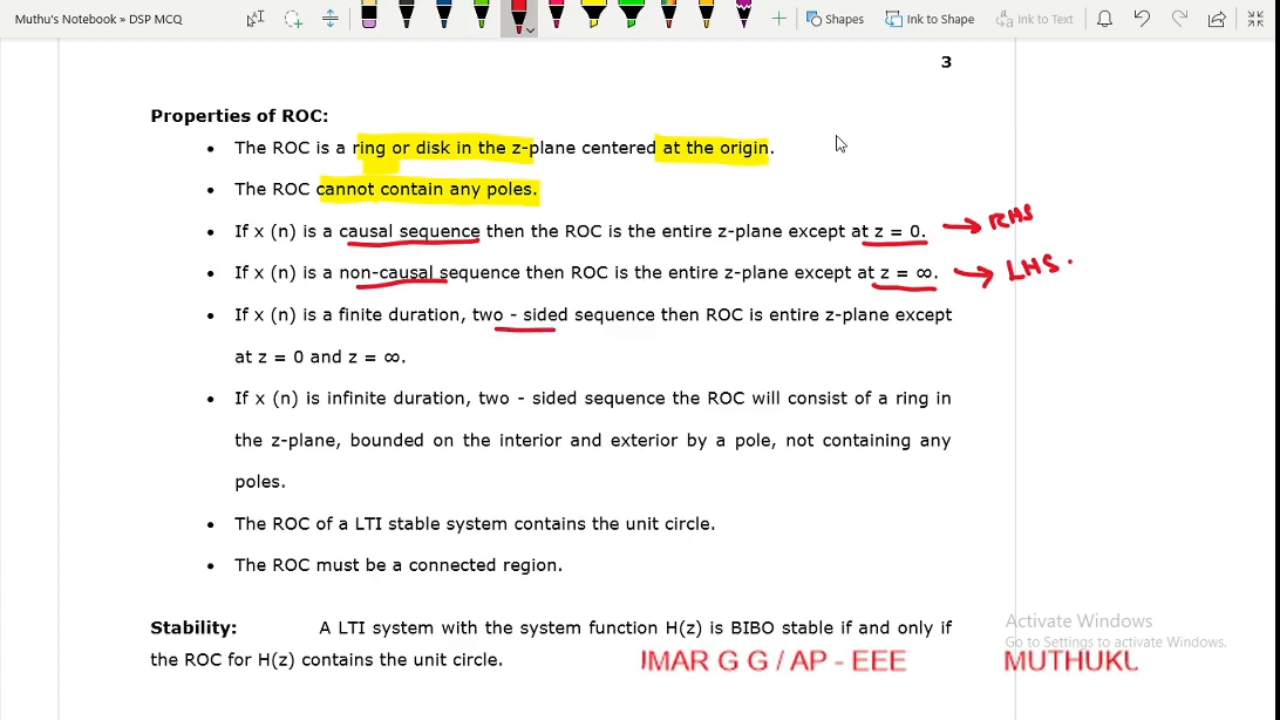 Muthu's Notebook » DSP MCQ
Shapes
Ink to Shape
Ink to Text
3
Properties of ROC:
• The ROC is a ring or disk in the z-plane centered at the origin.
• The ROC cannot contain any poles.
• If x (n) is a causal sequence then the ROC is the entire z-plane except at z = 0. → RHS
• If x (n) is a non-causal sequence then ROC is the entire z-plane except at z = ∞. → LHS.
• If x (n) is a finite duration, two - sided sequence then ROC is entire z-plane except
at z = 0 and z = ∞.
• If x (n) is infinite duration, two - sided sequence the ROC will consist of a ring in
the z-plane, bounded on the interior and exterior by a pole, not containing any
poles.
• The ROC of a LTI stable system contains the unit circle.
• The ROC must be a connected region.
Stability: A LTI system with the system function H(z) is BIBO stable if and only if
the ROC for H(z) contains the unit circle.
Activate Windows
Go to Settings to activate Windows.
MAR G G / AP - EEE MUTHUK